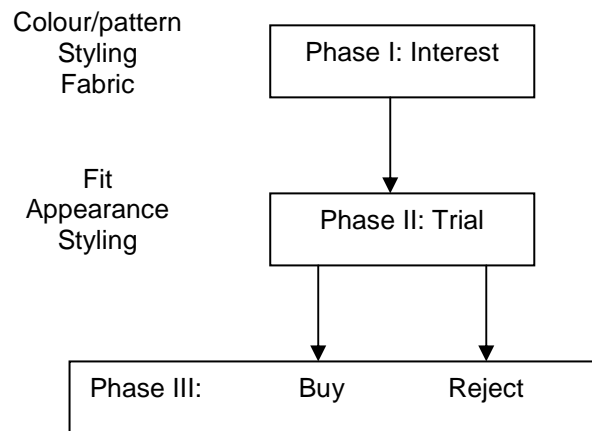 Colour/pattern
Styling
Fabric
Phase I: Interest
Fit
Appearance
Styling
Phase II: Trial
Phase III: Buy Reject